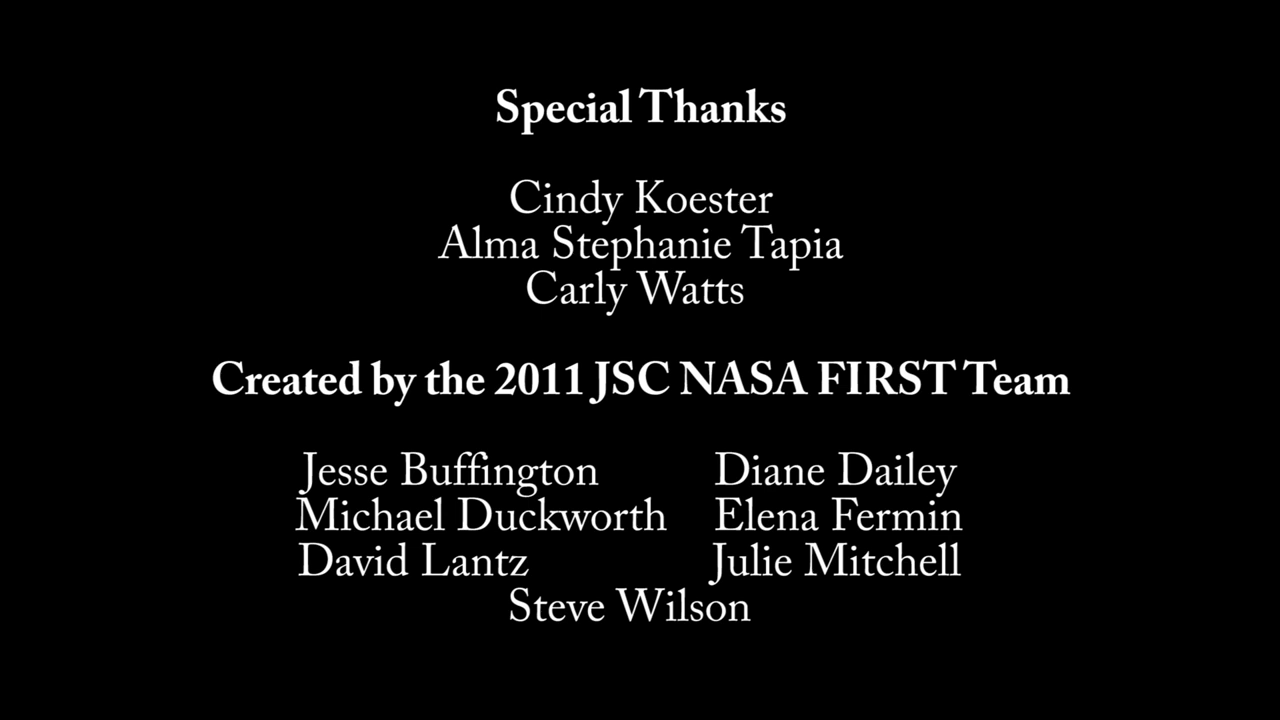 Special Thanks
Cindy Koester
Alma Stephanie Tapia
Carly Watts
Created by the 2011 JSC NASA FIRST Team
Jesse Buffington Diane Dailey
Michael Duckworth Elena Fermin
David Lantz Julie Mitchell
Steve Wilson